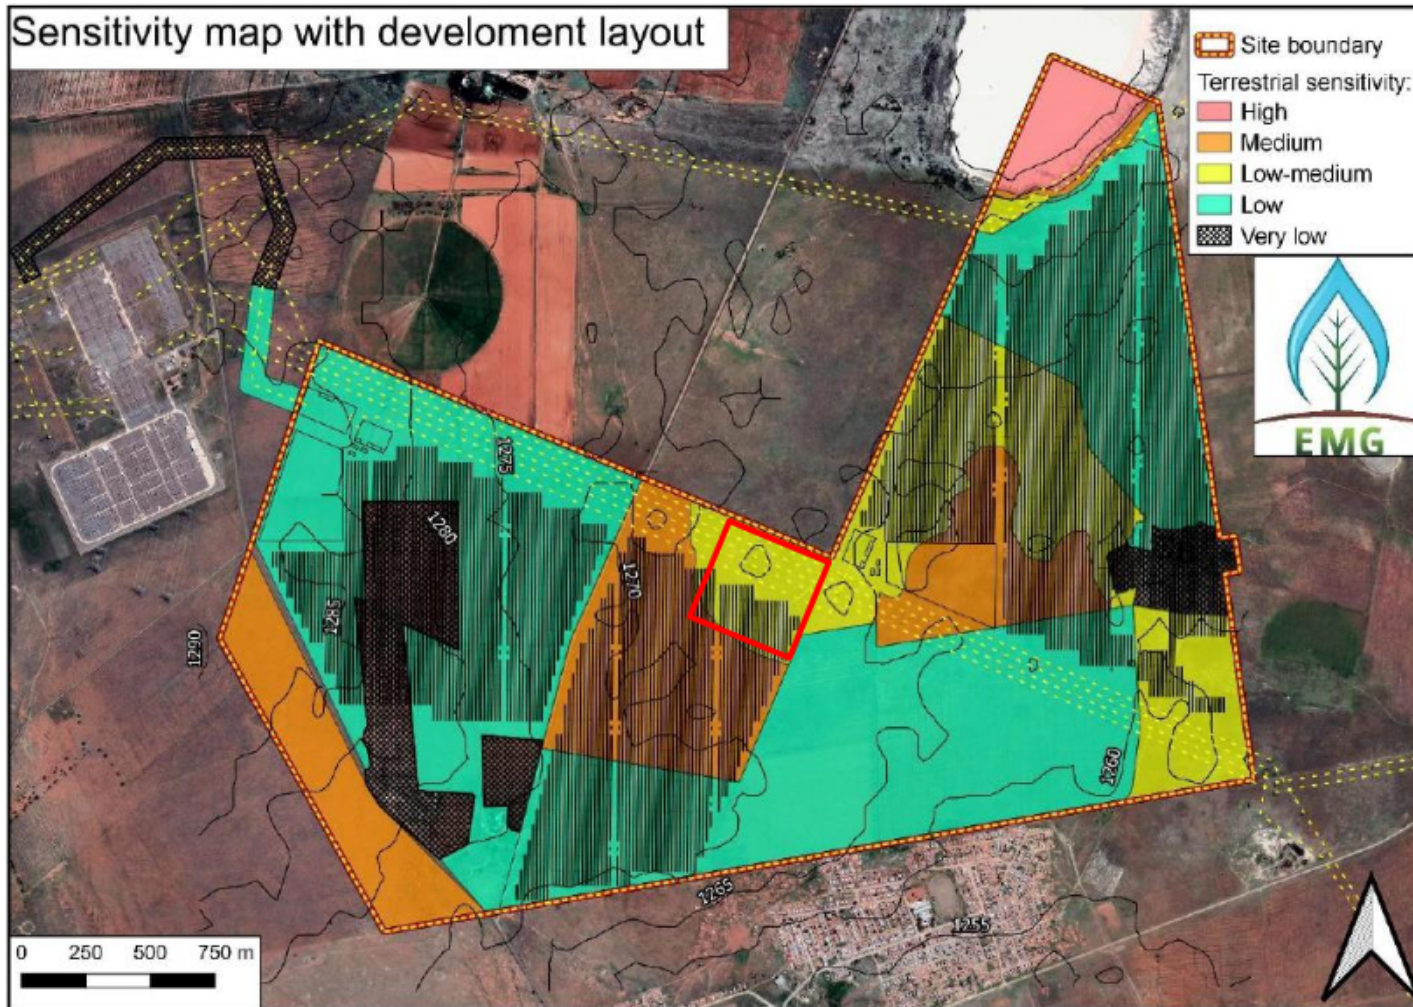 Sensitivity map with develoment layout
Site boundary
Terrestrial sensitivity:
High
Medium
Low-medium
Low
Very low
EMG
1275
1280
1270
1285
1290
1260
1265
1255
0 250 500 750 m